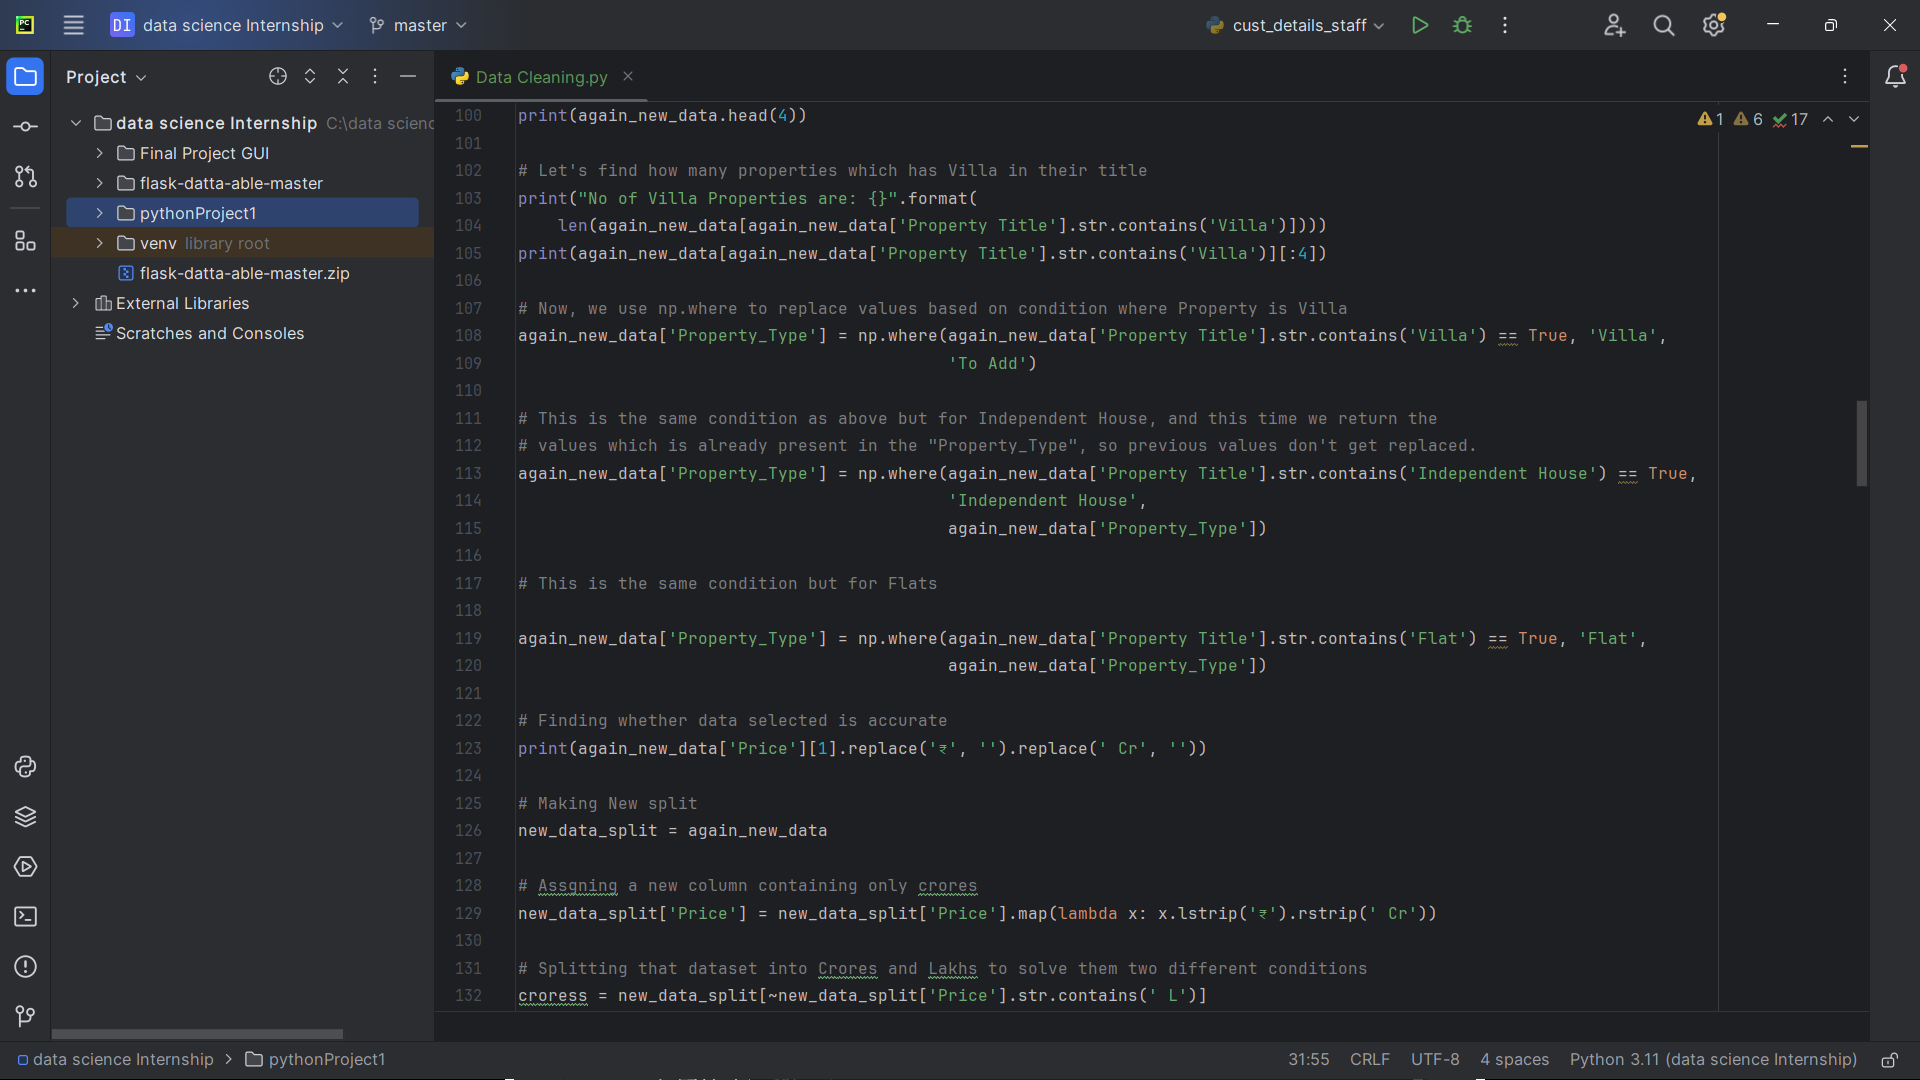 PC
DI data science Internship master cust_details_staff
Project
Data Cleaning.py
data science Internship C:\data scienc
Final Project GUI
flask-datta-able-master
pythonProject1
venv library root
flask-datta-able-master.zip
External Libraries
Scratches and Consoles
1 6 17
100 print(again_new_data.head(4))
101
102 # Let's find how many properties which has Villa in their title
103 print("No of Villa Properties are: {}".format(
104     len(again_new_data[again_new_data['Property Title'].str.contains('Villa')])))
105 print(again_new_data[again_new_data['Property Title'].str.contains('Villa')][:4])
106
107 # Now, we use np.where to replace values based on condition where Property is Villa
108 again_new_data['Property_Type'] = np.where(again_new_data['Property Title'].str.contains('Villa') == True, 'Villa',
109                                            'To Add')
110
111 # This is the same condition as above but for Independent House, and this time we return the
112 # values which is already present in the "Property_Type", so previous values don't get replaced.
113 again_new_data['Property_Type'] = np.where(again_new_data['Property Title'].str.contains('Independent House') == True,
114                                            'Independent House',
115                                            again_new_data['Property_Type'])
116
117 # This is the same condition but for Flats
118
119 again_new_data['Property_Type'] = np.where(again_new_data['Property Title'].str.contains('Flat') == True, 'Flat',
120                                            again_new_data['Property_Type'])
121
122 # Finding whether data selected is accurate
123 print(again_new_data['Price'][1].replace('₹', '').replace(' Cr', ''))
124
125 # Making New split
126 new_data_split = again_new_data
127
128 # Assgning a new column containing only crores
129 new_data_split['Price'] = new_data_split['Price'].map(lambda x: x.lstrip('₹').rstrip(' Cr'))
130
131 # Splitting that dataset into Crores and Lakhs to solve them two different conditions
132 croress = new_data_split[~new_data_split['Price'].str.contains(' L')]
data science Internship > pythonProject1
31:55 CRLF UTF-8 4 spaces Python 3.11 (data science Internship)